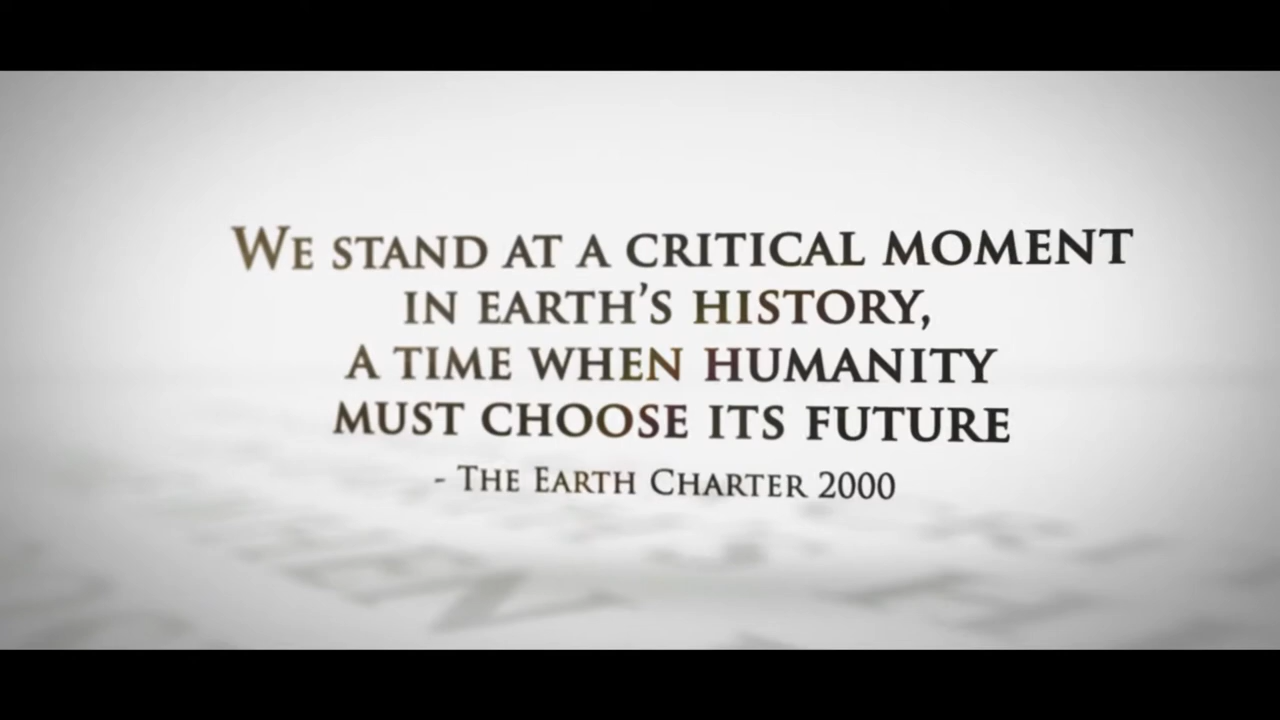 We stand at a critical moment
in Earth's history,
a time when humanity
must choose its future
- The Earth Charter 2000